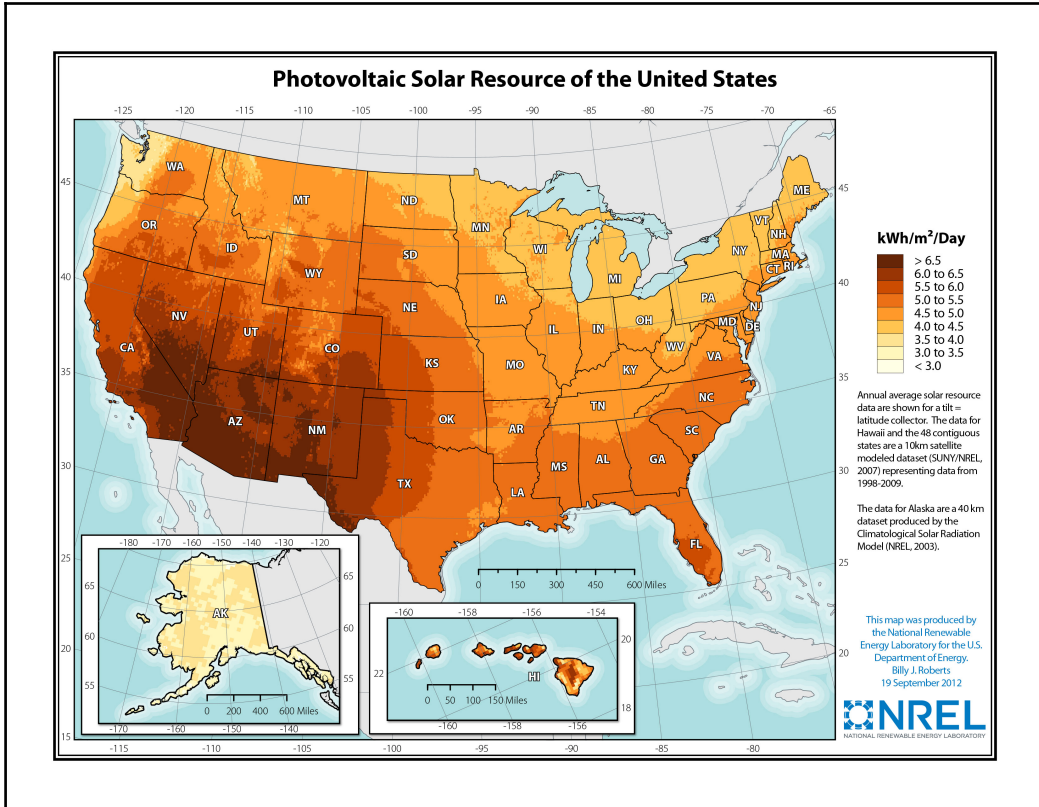 Photovoltaic Solar Resource of the United States
-125 -120 -115 -110 -105 -100 -95 -90 -85 -80 -75 -70 -65
45
40
35
30
25
20
15
45
40
35
30
25
20
-115 -110 -105 -100 -95 -90 -85 -80
WA
OR
CA
NV
ID
MT
WY
UT
AZ
CO
NM
ND
SD
NE
KS
OK
TX
MN
IA
MO
AR
LA
WI
IL
MI
IN
OH
KY
TN
MS
AL
GA
FL
SC
NC
VA
WV
PA
NY
VT
NH
ME
MA
CT
RI
NJ
MD
DE
0 150 300 450 600 Miles
-180 -170 -160 -150 -140 -130 -120
65
60
55
65
60
55
AK
0 200 400 600 Miles
-170 -160 -150 -140
-160 -158 -156 -154
22
20
18
HI
0 50 100 150 Miles
-160 -158 -156
kWh/m²/Day
> 6.5
6.0 to 6.5
5.5 to 6.0
5.0 to 5.5
4.5 to 5.0
4.0 to 4.5
3.5 to 4.0
3.0 to 3.5
< 3.0
Annual average solar resource
data are shown for a tilt =
latitude collector. The data for
Hawaii and the 48 contiguous
states are a 10km satellite
modeled dataset (SUNY/NREL,
2007) representing data from
1998-2009.
The data for Alaska are a 40 km
dataset produced by the
Climatological Solar Radiation
Model (NREL, 2003).
This map was produced by
the National Renewable
Energy Laboratory for the U.S.
Department of Energy.
Billy J. Roberts
19 September 2012
NREL
NATIONAL RENEWABLE ENERGY LABORATORY